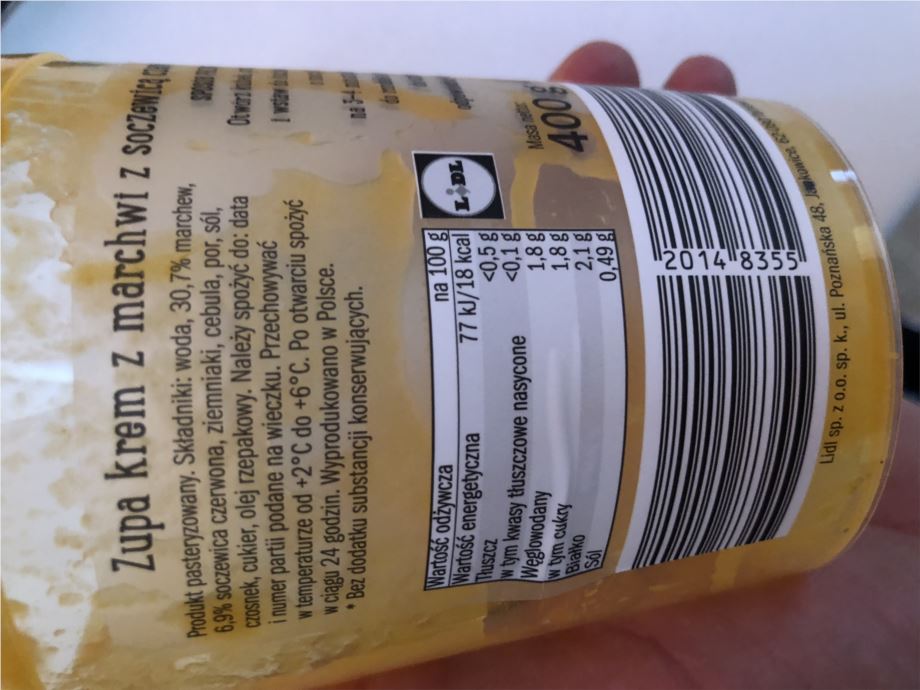 Zupa krem z marchwi z soczewicą
Produkt pasteryzowany. Składniki: woda, 30,7% marchew,
6,9% soczewica czerwona, ziemniaki, cebula, por, sól,
czosnek, cukier, olej rzepakowy. Należy spożyć do: data
i numer partii podane na wieczku. Przechowywać
w temperaturze od +2°C do +6°C. Po otwarciu spożyć
w ciągu 24 godzin. Wyprodukowano w Polsce.
* Bez dodatku substancji konserwujących.
Wartość odżywcza na 100 g
Wartość energetyczna 77 kJ/18 kcal
Tłuszcz <0,5 g
w tym kwasy tłuszczowe nasycone <0,1 g
Węglowodany 1,8 g
w tym cukry 1,8 g
Białko 2,1 g
Sól 0,49 g
LIDL
Masa netto:
400 g
2014 8355
Lidl sp. z o.o. sp. k., ul. Poznańska 48,